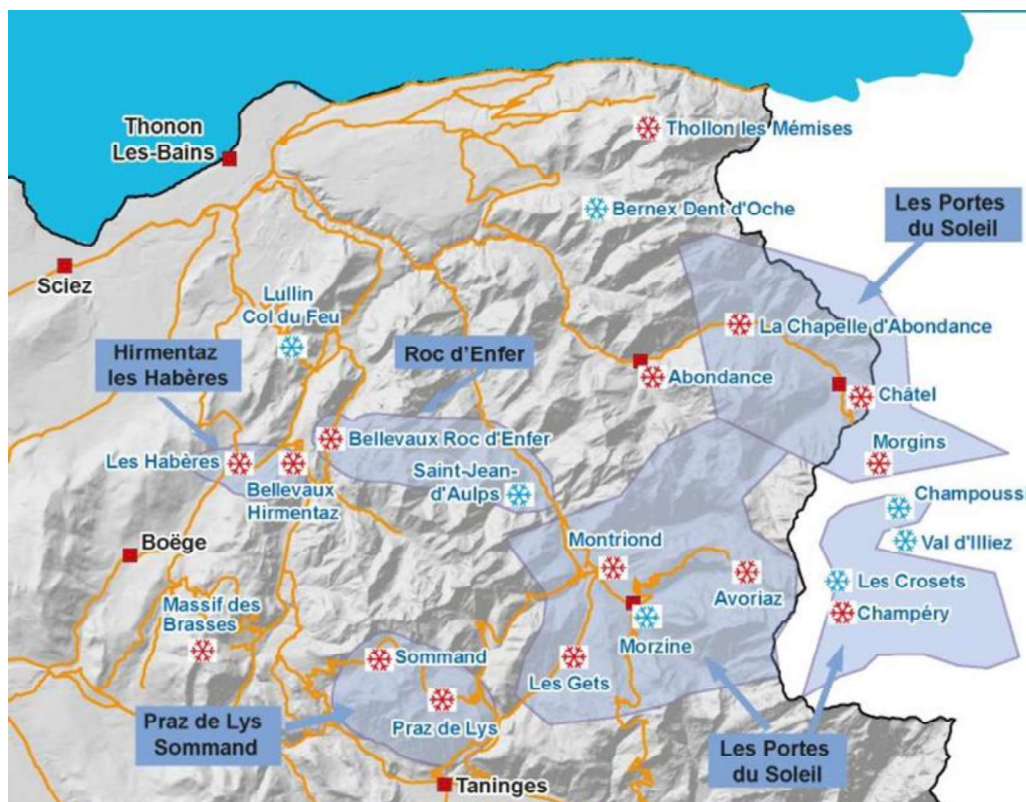 Thonon
Les-Bains
Thollon les Mémises
Bernex Dent d'Oche
Les Portes
du Soleil
Sciez
Lullin
Col du Feu
La Chapelle d'Abondance
Hirmentaz
les Habères
Roc d'Enfer
Abondance
Châtel
Bellevaux Roc d'Enfer
Morgins
Les Habères
Bellevaux
Hirmentaz
Saint-Jean-
d'Aulps
Champoussi
Boëge
Montriond
Val d'Illiez
Massif des
Brasses
Avoriaz
Les Crosets
Champéry
Morzine
Sommand
Les Gets
Praz de Lys
Sommand
Praz de Lys
Les Portes
du Soleil
Taninges